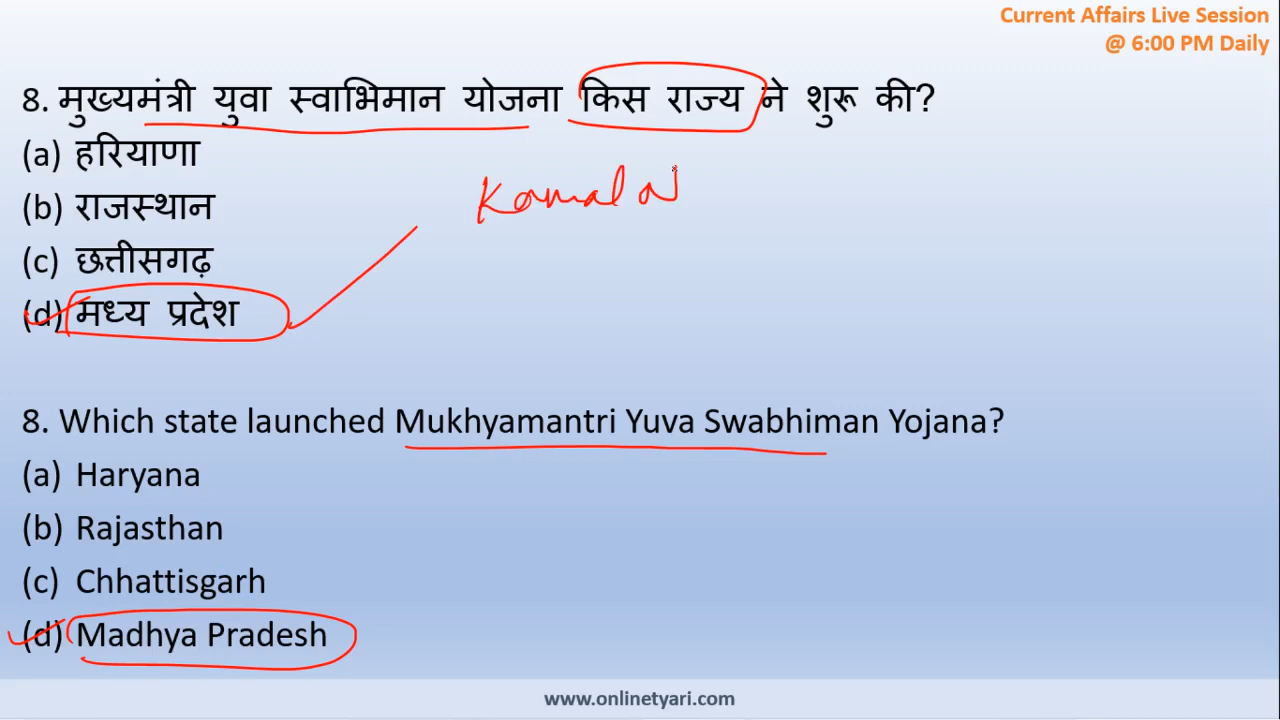 Current Affairs Live Session
@ 6:00 PM Daily
8. मुख्यमंत्री युवा स्वाभिमान योजना किस राज्य ने शुरू की?
(a) हरियाणा
(b) राजस्थान
Kamal
(c) छत्तीसगढ़
(d) मध्य प्रदेश
8. Which state launched Mukhyamantri Yuva Swabhiman Yojana?
(a) Haryana
(b) Rajasthan
(c) Chhattisgarh
(d) Madhya Pradesh
www.onlinetyari.com